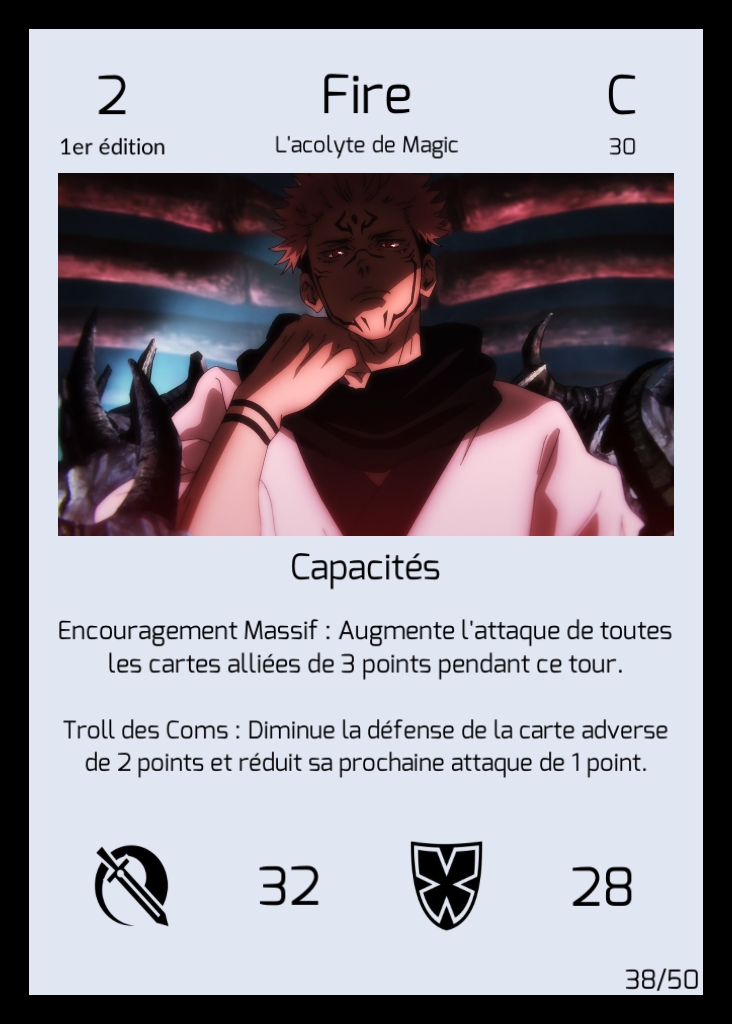 2
Fire
C
1er édition
L'acolyte de Magic
30
Capacités
Encouragement Massif : Augmente l'attaque de toutes
les cartes alliées de 3 points pendant ce tour.
Troll des Coms : Diminue la défense de la carte adverse
de 2 points et réduit sa prochaine attaque de 1 point.
32
28
38/50